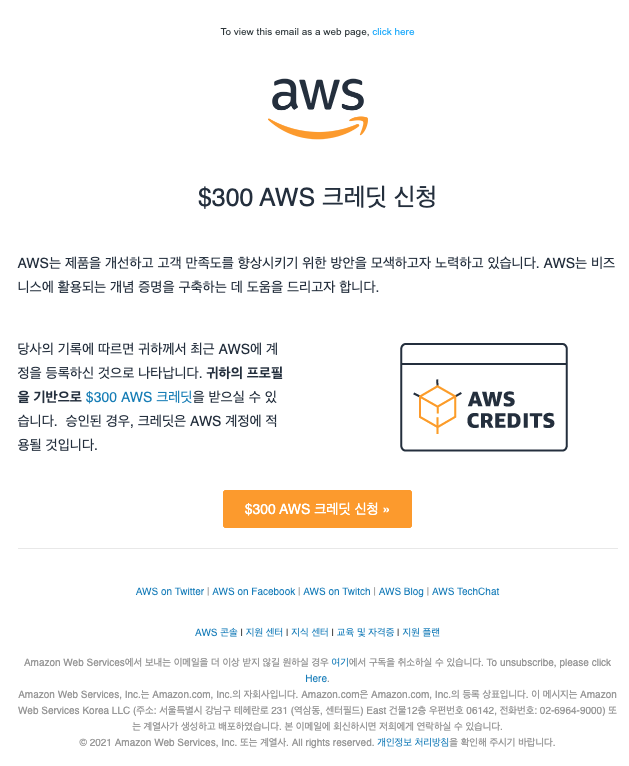 To view this email as a web page, click here
aws
$300 AWS 크레딧 신청
AWS는 제품을 개선하고 고객 만족도를 향상시키기 위한 방안을 모색하고자 노력하고 있습니다. AWS는 비즈
니스에 활용되는 개념 증명을 구축하는 데 도움을 드리고자 합니다.
당사의 기록에 따르면 귀하께서 최근 AWS에 계
정을 등록하신 것으로 나타납니다. 귀하의 프로필
을 기반으로 $300 AWS 크레딧을 받으실 수 있
습니다.  승인된 경우, 크레딧은 AWS 계정에 적
용될 것입니다.
AWS
CREDITS
$300 AWS 크레딧 신청 »
AWS on Twitter | AWS on Facebook | AWS on Twitch | AWS Blog | AWS TechChat
AWS 콘솔 I 지원 센터 I 지식 센터 I 교육 및 자격증 I 지원 플랜
Amazon Web Services에서 보내는 이메일을 더 이상 받지 않길 원하실 경우 여기에서 구독을 취소하실 수 있습니다. To unsubscribe, please click
Here.
Amazon Web Services, Inc.는 Amazon.com, Inc.의 자회사입니다. Amazon.com은 Amazon.com, Inc.의 등록 상표입니다. 이 메시지는 Amazon
Web Services Korea LLC (주소: 서울특별시 강남구 테헤란로 231 (역삼동, 센터필드) East 건물12층 우편번호 06142, 전화번호: 02-6964-9000) 또
는 계열사가 생성하고 배포하였습니다. 본 이메일에 회신하시면 저희에게 연락하실 수 있습니다.
© 2021 Amazon Web Services, Inc. 또는 계열사. All rights reserved. 개인정보 처리방침을 확인해 주시기 바랍니다.